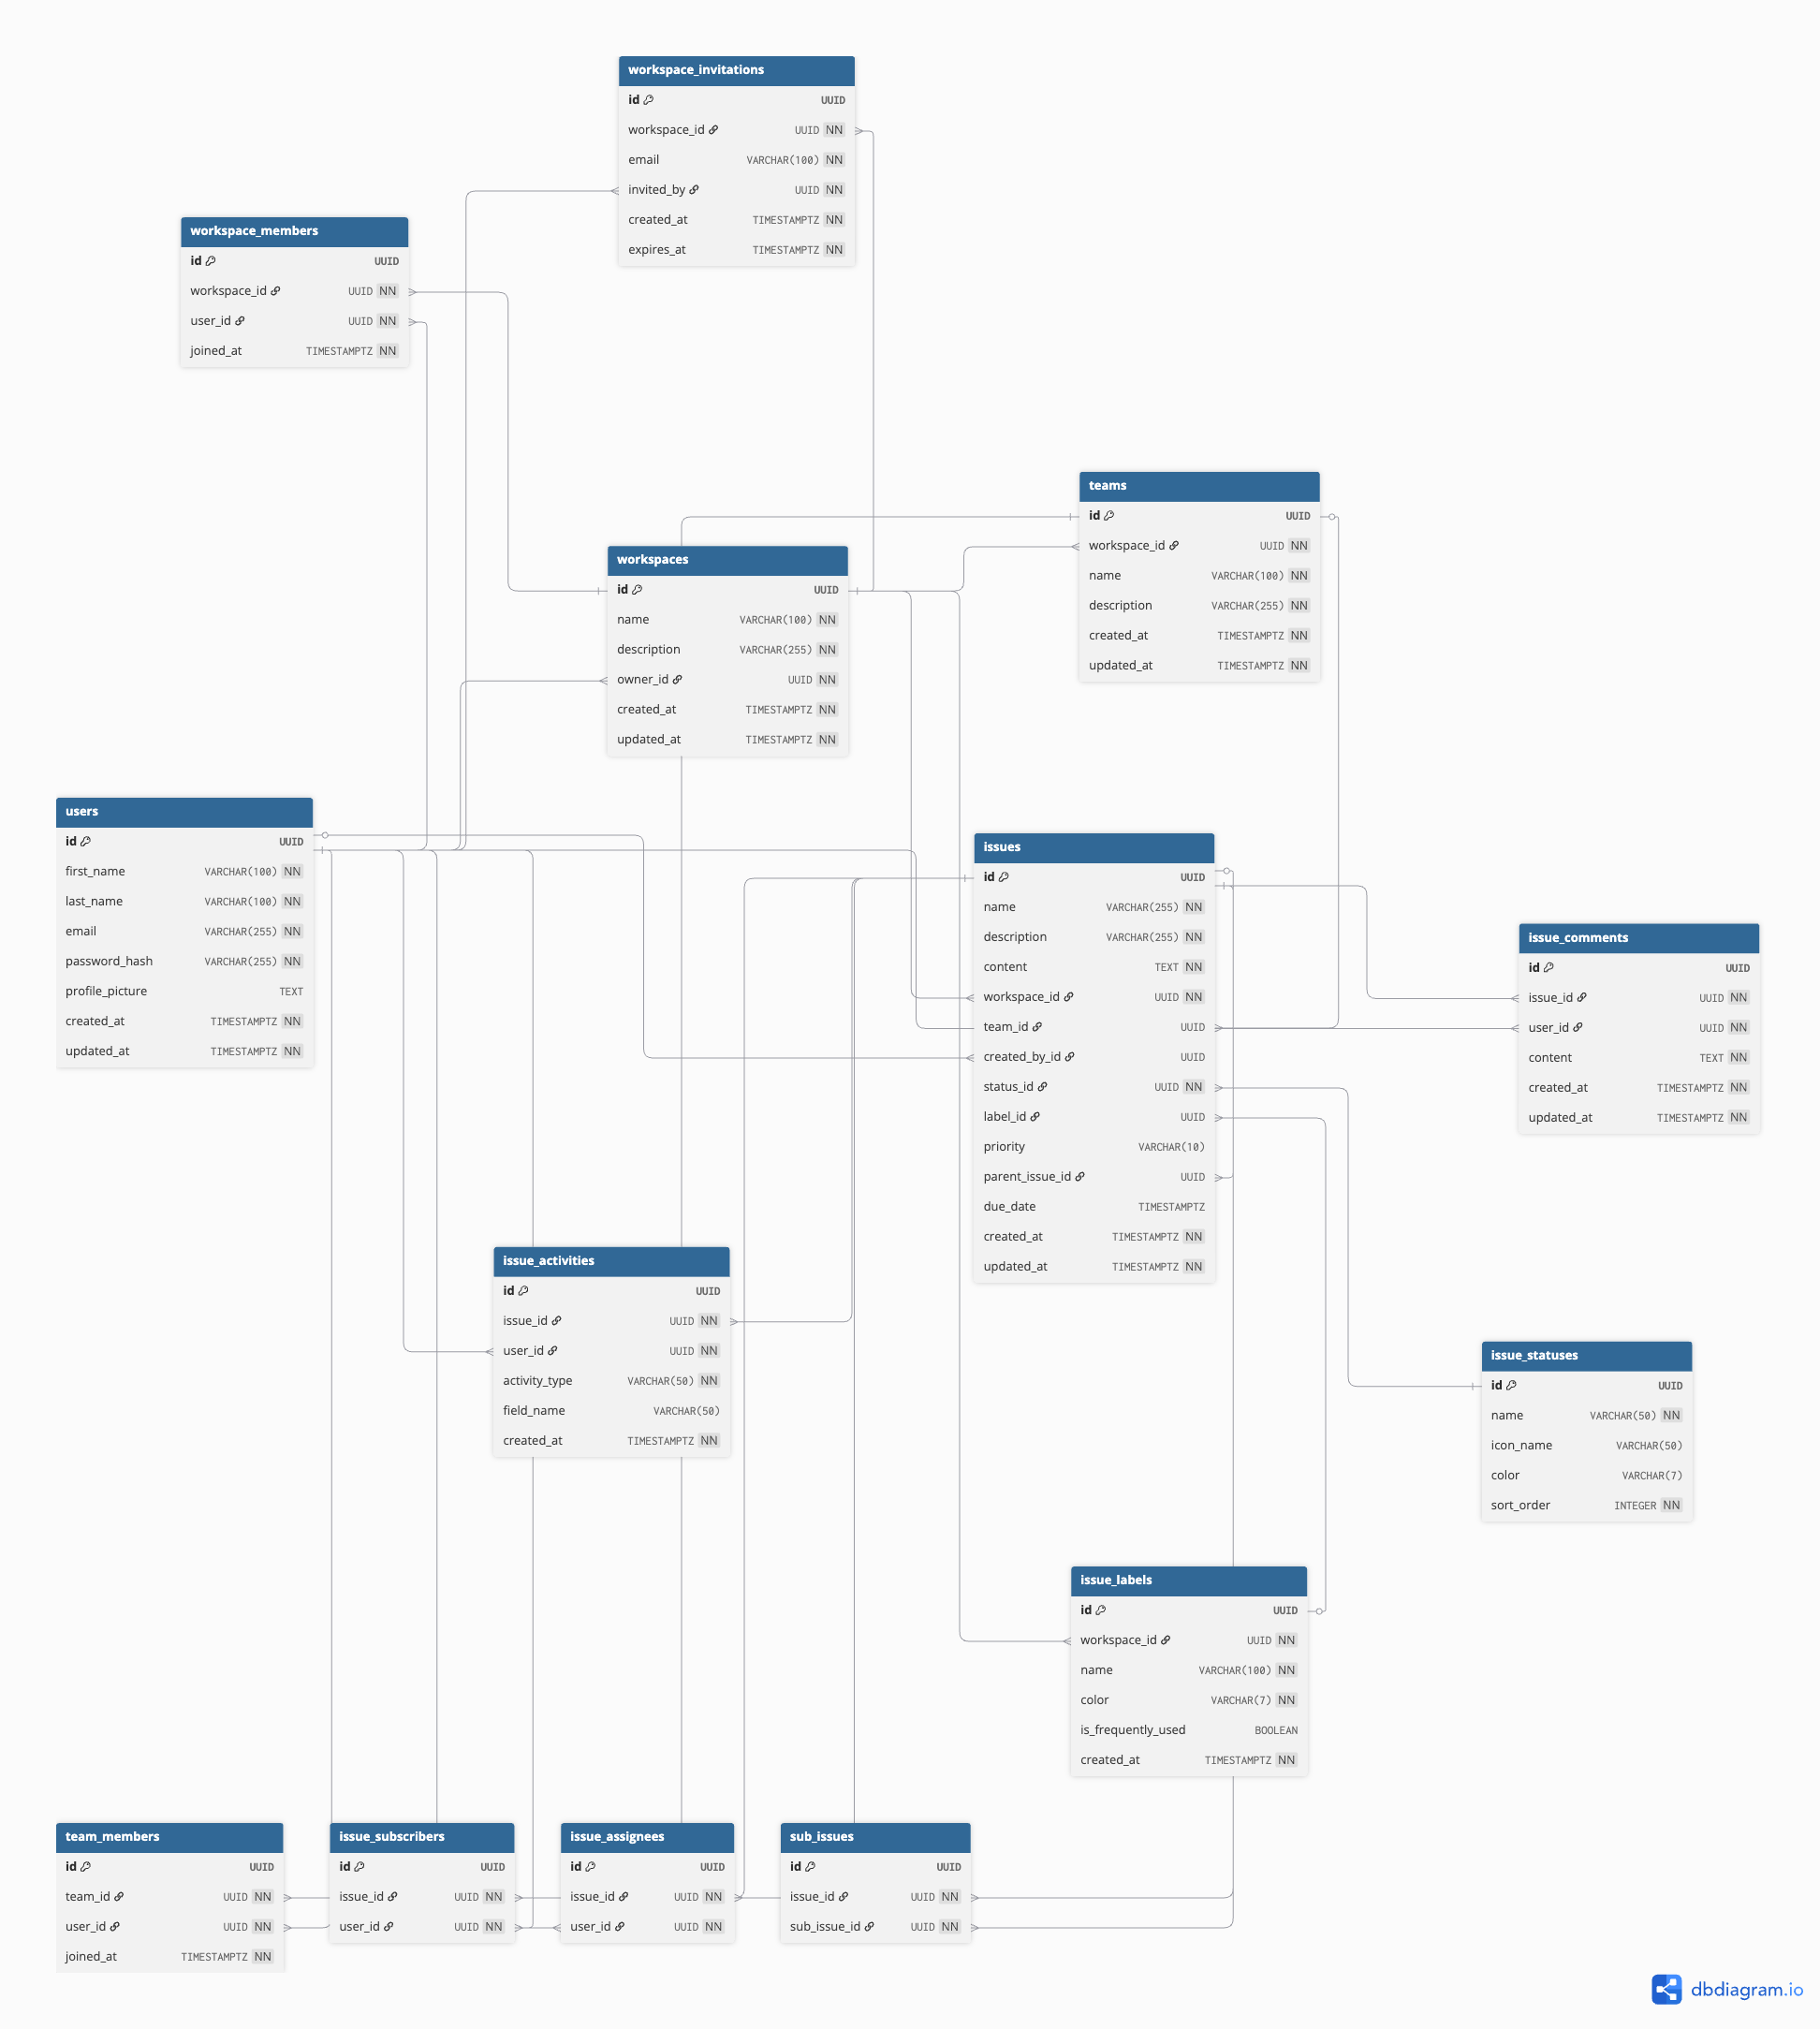 workspace_invitations
id UUID
workspace_id UUID NN
email VARCHAR(100) NN
invited_by UUID NN
created_at TIMESTAMPTZ NN
expires_at TIMESTAMPTZ NN
workspace_members
id UUID
workspace_id UUID NN
user_id UUID NN
joined_at TIMESTAMPTZ NN
teams
id UUID
workspace_id UUID NN
name VARCHAR(100) NN
description VARCHAR(255) NN
created_at TIMESTAMPTZ NN
updated_at TIMESTAMPTZ NN
workspaces
id UUID
name VARCHAR(100) NN
description VARCHAR(255) NN
owner_id UUID NN
created_at TIMESTAMPTZ NN
updated_at TIMESTAMPTZ NN
users
id UUID
first_name VARCHAR(100) NN
last_name VARCHAR(100) NN
email VARCHAR(255) NN
password_hash VARCHAR(255) NN
profile_picture TEXT
created_at TIMESTAMPTZ NN
updated_at TIMESTAMPTZ NN
issues
id UUID
name VARCHAR(255) NN
description VARCHAR(255) NN
content TEXT NN
workspace_id UUID NN
team_id UUID
created_by_id UUID
status_id UUID NN
label_id UUID
priority VARCHAR(10)
parent_issue_id UUID
due_date TIMESTAMPTZ
created_at TIMESTAMPTZ NN
updated_at TIMESTAMPTZ NN
issue_comments
id UUID
issue_id UUID NN
user_id UUID NN
content TEXT NN
created_at TIMESTAMPTZ NN
updated_at TIMESTAMPTZ NN
issue_activities
id UUID
issue_id UUID NN
user_id UUID NN
activity_type VARCHAR(50) NN
field_name VARCHAR(50)
created_at TIMESTAMPTZ NN
issue_statuses
id UUID
name VARCHAR(50) NN
icon_name VARCHAR(50)
color VARCHAR(7)
sort_order INTEGER NN
issue_labels
id UUID
workspace_id UUID NN
name VARCHAR(100) NN
color VARCHAR(7) NN
is_frequently_used BOOLEAN
created_at TIMESTAMPTZ NN
team_members
id UUID
team_id UUID NN
user_id UUID NN
joined_at TIMESTAMPTZ NN
issue_subscribers
id UUID
issue_id UUID NN
user_id UUID NN
issue_assignees
id UUID
issue_id UUID NN
user_id UUID NN
sub_issues
id UUID
issue_id UUID NN
sub_issue_id UUID NN
dbdiagram.io